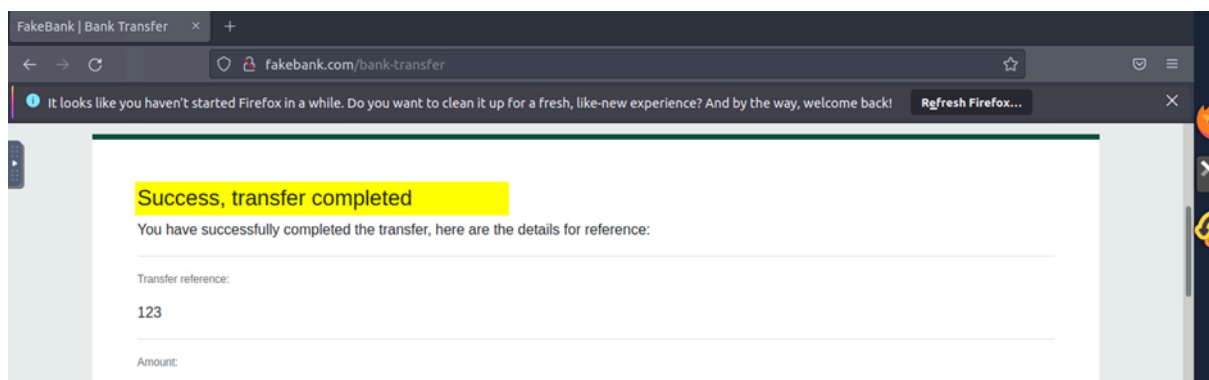 FakeBank | Bank Transfer
fakebank.com/bank-transfer
It looks like you haven't started Firefox in a while. Do you want to clean it up for a fresh, like-new experience? And by the way, welcome back! Refresh Firefox...
Success, transfer completed
You have successfully completed the transfer, here are the details for reference:
Transfer reference:
123
Amount: